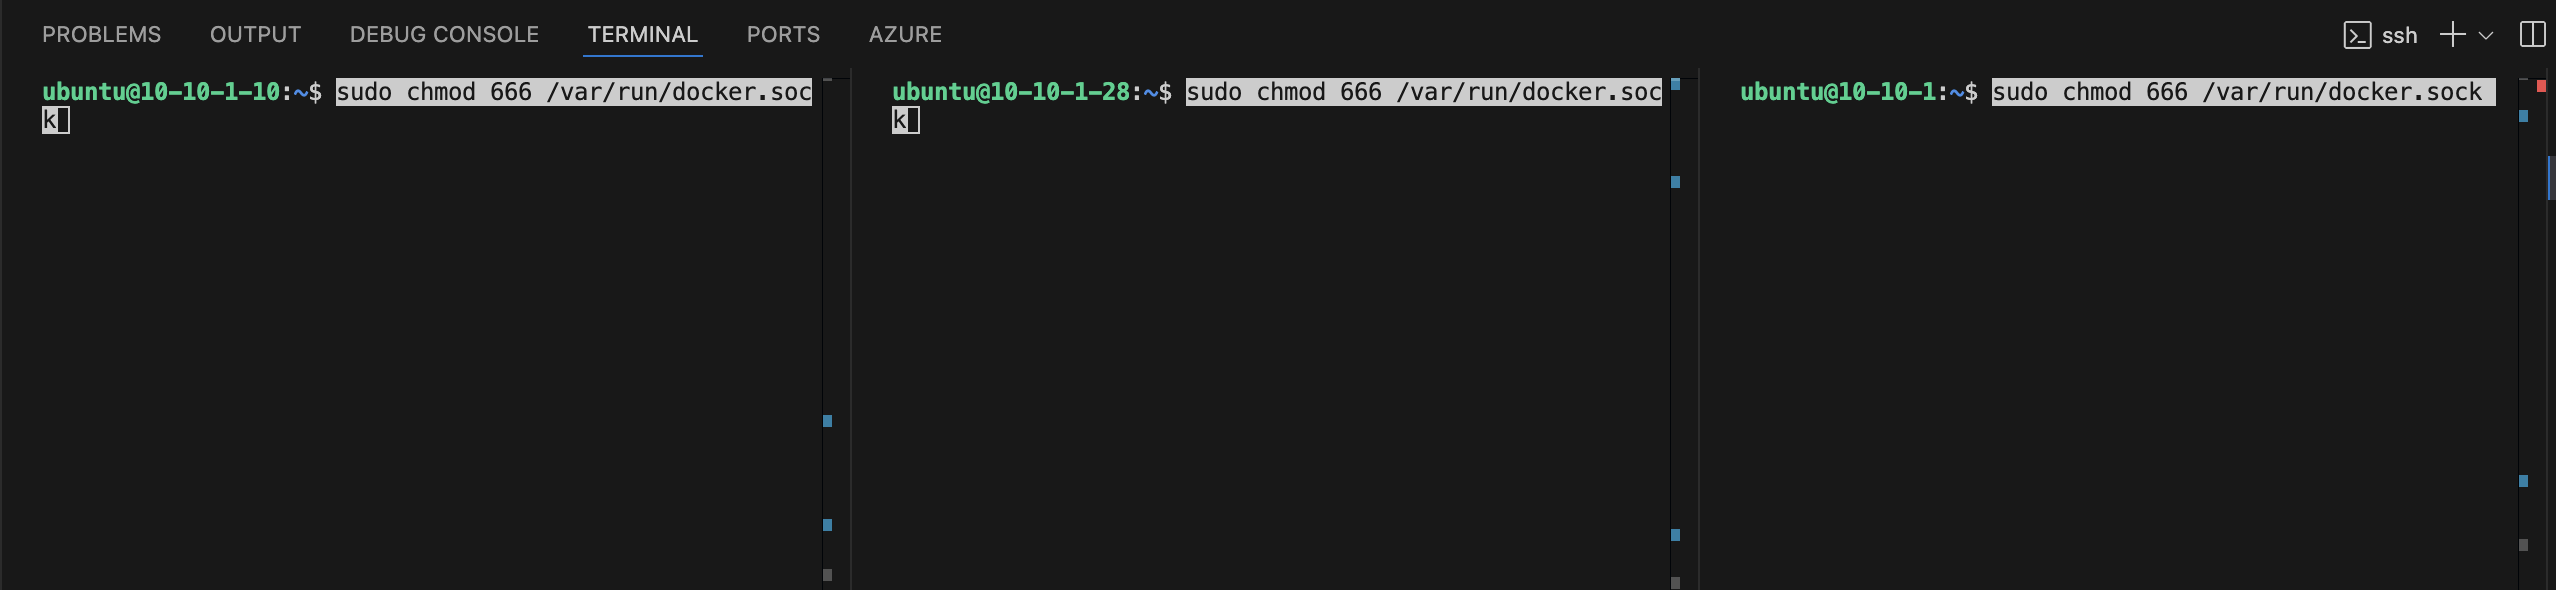 PROBLEMS OUTPUT DEBUG CONSOLE TERMINAL PORTS AZURE ssh
ubuntu@10-10-1-10:~$ sudo chmod 666 /var/run/docker.soc
k
ubuntu@10-10-1-28:~$ sudo chmod 666 /var/run/docker.soc
k
ubuntu@10-10-1:~$ sudo chmod 666 /var/run/docker.sock